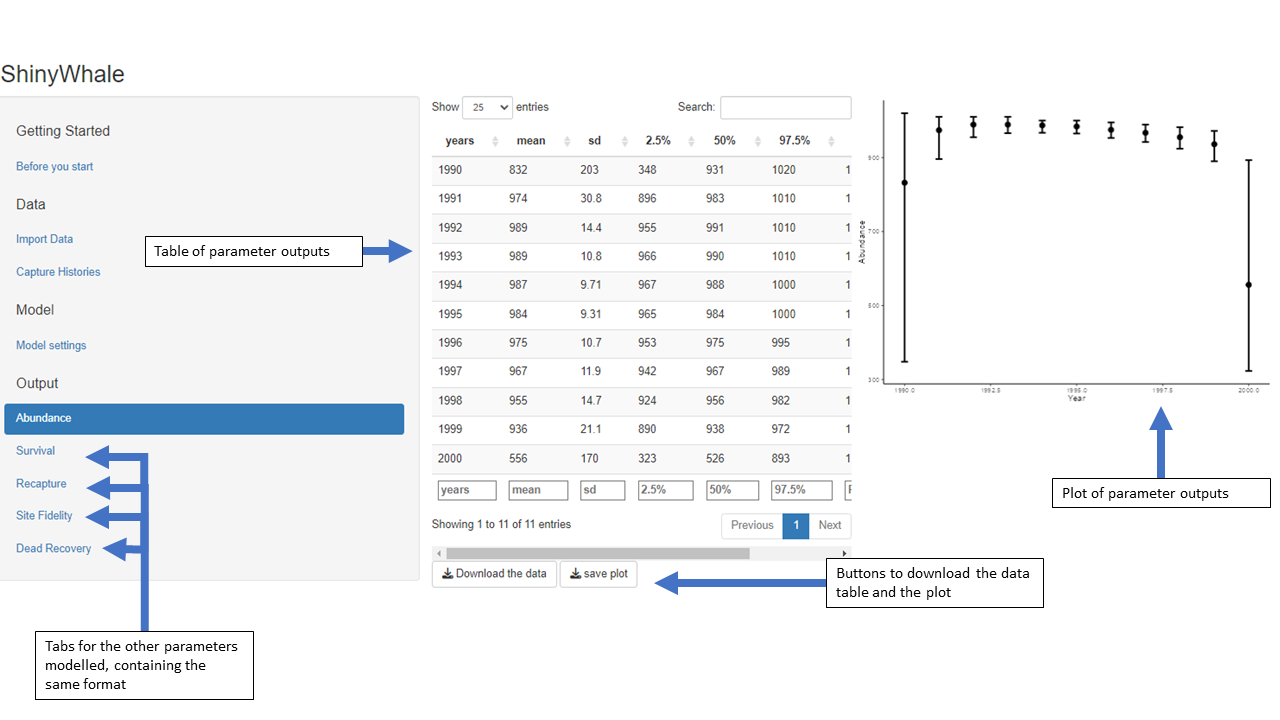 ShinyWhale
Getting Started
Before you start
Data
Import Data
Capture Histories
Model
Model settings
Output
Abundance
Survival
Recapture
Site Fidelity
Dead Recovery
Table of parameter outputs
Tabs for the other parameters
modelled, containing the
same format
Show 25 entries
Search:
years mean sd 2.5% 50% 97.5%
1990 832 203 348 931 1020 1
1991 974 30.8 896 983 1010 1
1992 989 14.4 955 991 1010 1
1993 989 10.8 966 990 1010 1
1994 987 9.71 967 988 1000 1
1995 984 9.31 965 984 1000 1
1996 975 10.7 953 975 995 1
1997 967 11.9 942 967 989 1
1998 955 14.7 924 956 982 1
1999 936 21.1 890 938 972 1
2000 556 170 323 526 893 1
years mean sd 2.5% 50% 97.5%
Showing 1 to 11 of 11 entries
Previous 1 Next
Download the data
save plot
Buttons to download the data
table and the plot
Abundance
900
700
500
300
1990.0 1992.5 1995.0 1997.5 2000.0
Year
Plot of parameter outputs